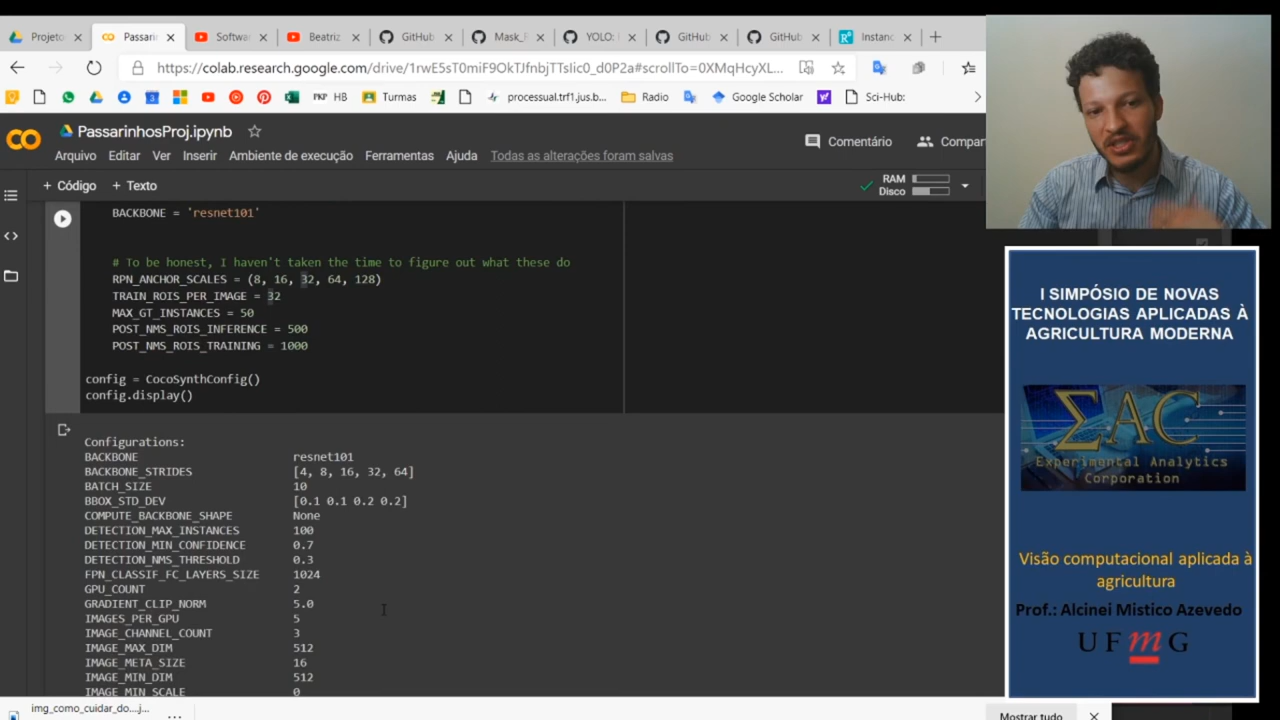 Projeto
Passari
Softwa
Beatriz
GitHub
Mask_F
YOLO: I
GitHub
GitHub
Instanc
https://colab.research.google.com/drive/1rwE5sT0miF9OkTJfnbjTTsIic0_d0P2a#scrollTo=0XMqHcyXL...
PKP HB
Turmas
processual.trf1.jus.b...
Radio
Google Scholar
Sci-Hub:
PassarinhosProj.ipynb
Comentário
Compar
Arquivo Editar Ver Inserir Ambiente de execução Ferramentas Ajuda Todas as alterações foram salvas
+ Código + Texto
RAM
Disco
BACKBONE = 'resnet101'
# To be honest, I haven't taken the time to figure out what these do
RPN_ANCHOR_SCALES = (8, 16, 32, 64, 128)
TRAIN_ROIS_PER_IMAGE = 32
MAX_GT_INSTANCES = 50
POST_NMS_ROIS_INFERENCE = 500
POST_NMS_ROIS_TRAINING = 1000
config = CocoSynthConfig()
config.display()
Configurations:
BACKBONE resnet101
BACKBONE_STRIDES [4, 8, 16, 32, 64]
BATCH_SIZE 10
BBOX_STD_DEV [0.1 0.1 0.2 0.2]
COMPUTE_BACKBONE_SHAPE None
DETECTION_MAX_INSTANCES 100
DETECTION_MIN_CONFIDENCE 0.7
DETECTION_NMS_THRESHOLD 0.3
FPN_CLASSIF_FC_LAYERS_SIZE 1024
GPU_COUNT 2
GRADIENT_CLIP_NORM 5.0
IMAGES_PER_GPU 5
IMAGE_CHANNEL_COUNT 3
IMAGE_MAX_DIM 512
IMAGE_META_SIZE 16
IMAGE_MIN_DIM 512
IMAGE_MIN_SCALE 0
img_como_cuidar_do....j...
Mostrar tudo
I SIMPÓSIO DE NOVAS
TECNOLOGIAS APLICADAS À
AGRICULTURA MODERNA
ΣAC
Experimental Analytics
Corporation
Visão computacional aplicada à
agricultura
Prof.: Alcinei Mistico Azevedo
UFmG